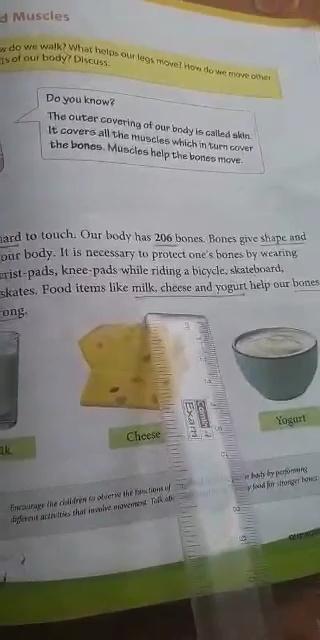 d Muscles
w do we walk? What helps our legs move? How do we move other
ts of our body? Discuss.
Do you know?
The outer covering of our body is called skin.
It covers all the muscles which in turn cover
the bones. Muscles help the bones move.
ard to touch. Our body has 206 bones. Bones give shape and
our body. It is necessary to protect one's bones by wearing
rist-pads, knee-pads while riding a bicycle, skateboard,
skates. Food items like milk, cheese and yogurt help our bones
ong.
lk
Cheese
Yogurt
Exam
Encourage the children to observe the functions of
body by performing
different activities that involve movement. Talk
food for stronger bones.